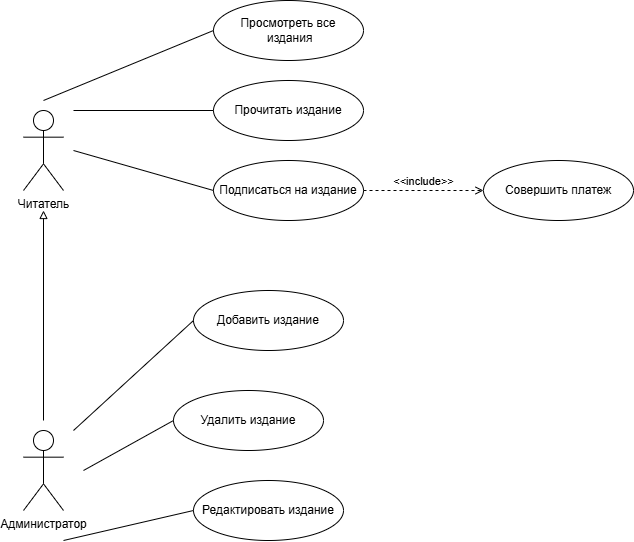 Просмотреть все
издания
Прочитать издание
Читатель
Подписаться на издание
<<include>>
Совершить платеж
Добавить издание
Удалить издание
Администратор
Редактировать издание